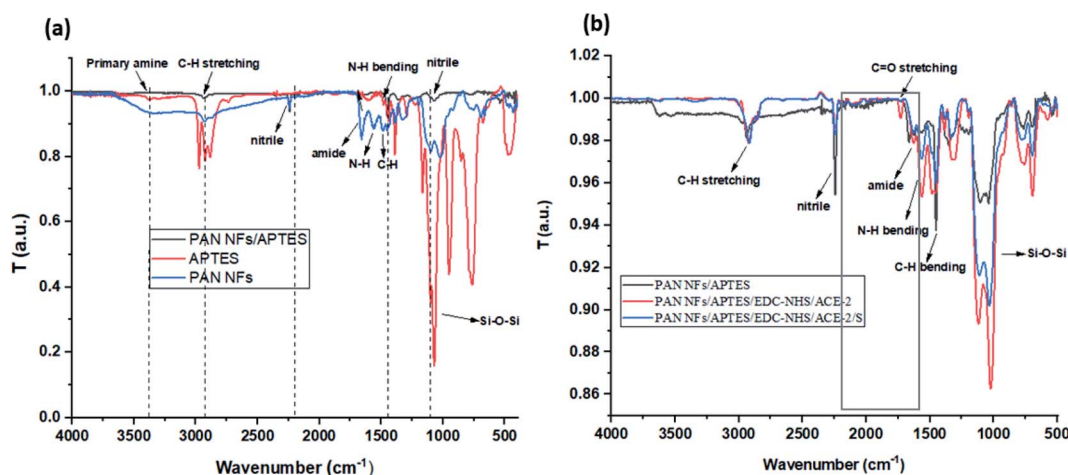 (a)
Primary amine
C-H stretching
N-H bending
nitrile
nitrile
amide
N-H
C-H
Si-O-Si
PAN NFs/APTES
APTES
PAN NFs
T (a.u.)
1.0
0.8
0.6
0.4
0.2
0.0
4000
3500
3000
2500
2000
1500
1000
500
Wavenumber (cm⁻¹)
(b)
C=O stretching
C-H stretching
nitrile
amide
N-H bending
C-H bending
Si-O-Si
PAN NFs/APTES
PAN NFs/APTES/EDC-NHS/ACE-2
PAN NFs/APTES/EDC-NHS/ACE-2/S
T (a.u.)
1.02
1.00
0.98
0.96
0.94
0.92
0.90
0.88
0.86
4000
3500
3000
2500
2000
1500
1000
500
Wavenumber (cm⁻¹)